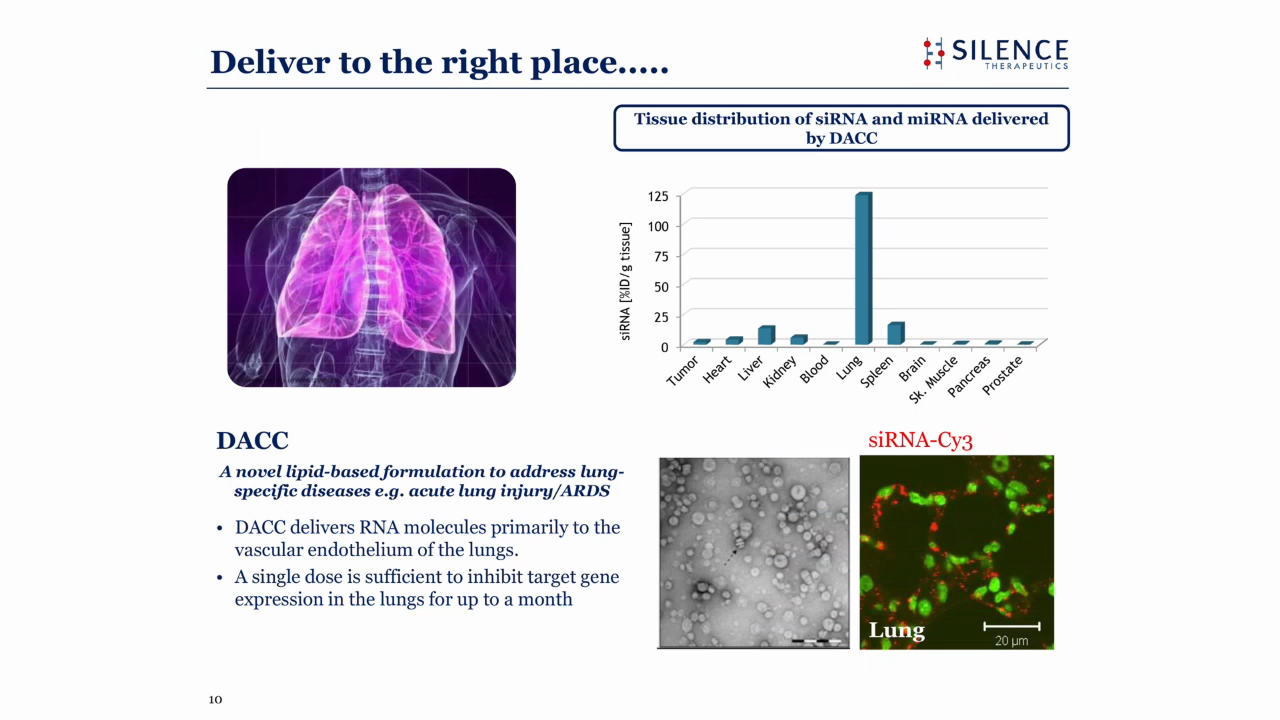 Deliver to the right place.....
SILENCE
THERAPEUTICS
Tissue distribution of siRNA and miRNA delivered
by DACC
siRNA [%ID/g tissue]
125
100
75
50
25
0
Tumor
Heart
Liver
Kidney
Blood
Lung
Spleen
Brain
Sk. Muscle
Pancreas
Prostate
DACC
A novel lipid-based formulation to address lung-
specific diseases e.g. acute lung injury/ARDS
• DACC delivers RNA molecules primarily to the
vascular endothelium of the lungs.
• A single dose is sufficient to inhibit target gene
expression in the lungs for up to a month
siRNA-Cy3
Lung
20 µm
10